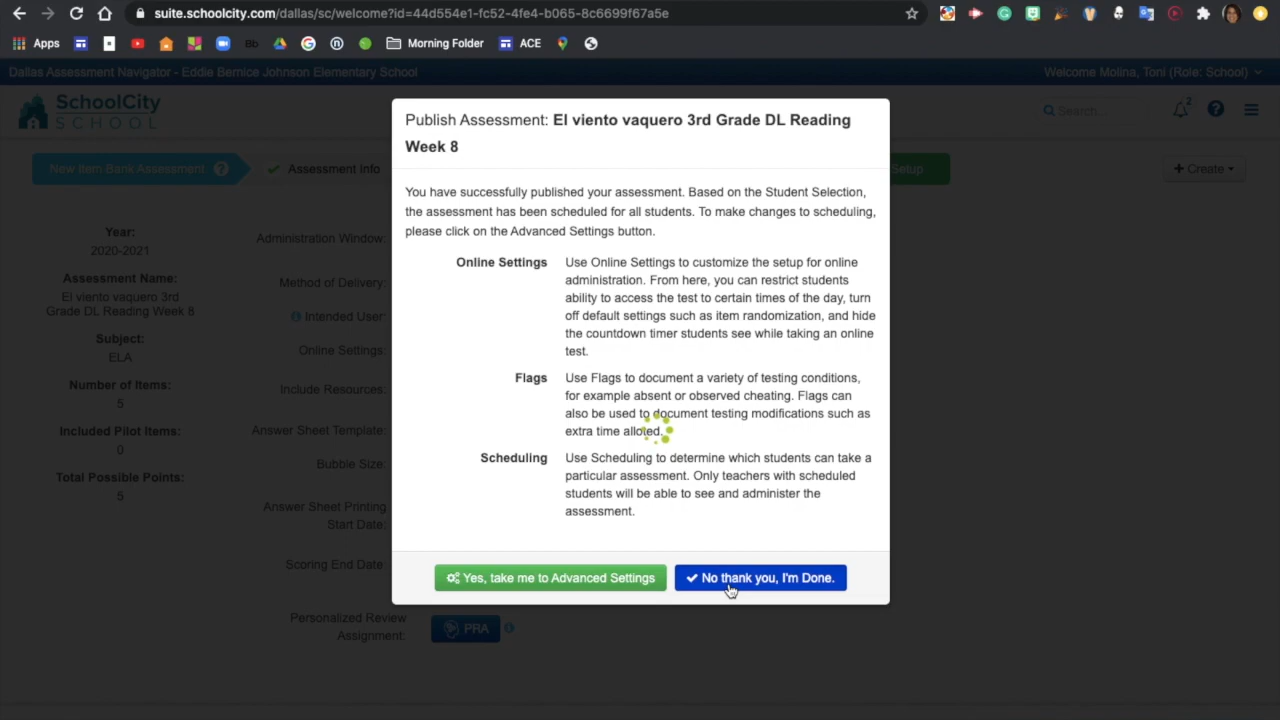 suite.schoolcity.com/dallas/sc/welcome?id=44d554e1-fc52-4fe4-b065-8c6699f67a5e
Apps Bb Morning Folder ACE
Dallas Assessment Navigator - Eddie Bernice Johnson Elementary School Welcome Molina, Toni (Role: School)
SchoolCity
SCHOOL
Search...
2
New Item Bank Assessment Assessment Info Setup + Create
Publish Assessment: El viento vaquero 3rd Grade DL Reading
Week 8
You have successfully published your assessment. Based on the Student Selection,
the assessment has been scheduled for all students. To make changes to scheduling,
please click on the Advanced Settings button.
Online Settings Use Online Settings to customize the setup for online
administration. From here, you can restrict students
ability to access the test to certain times of the day, turn
off default settings such as item randomization, and hide
the countdown timer students see while taking an online
test.
Flags Use Flags to document a variety of testing conditions,
for example absent or observed cheating. Flags can
also be used to document testing modifications such as
extra time alloted.
Scheduling Use Scheduling to determine which students can take a
particular assessment. Only teachers with scheduled
students will be able to see and administer the
assessment.
Yes, take me to Advanced Settings No thank you, I'm Done.
Year:
2020-2021
Assessment Name:
El viento vaquero 3rd
Grade DL Reading Week 8
Subject:
ELA
Number of Items:
5
Included Pilot Items:
0
Total Possible Points:
5
Administration Window:
Method of Delivery:
Intended User:
Online Settings:
Include Resources:
Answer Sheet Template:
Bubble Size:
Answer Sheet Printing
Start Date:
Scoring End Date:
Personalized Review
Assignment:
PRA